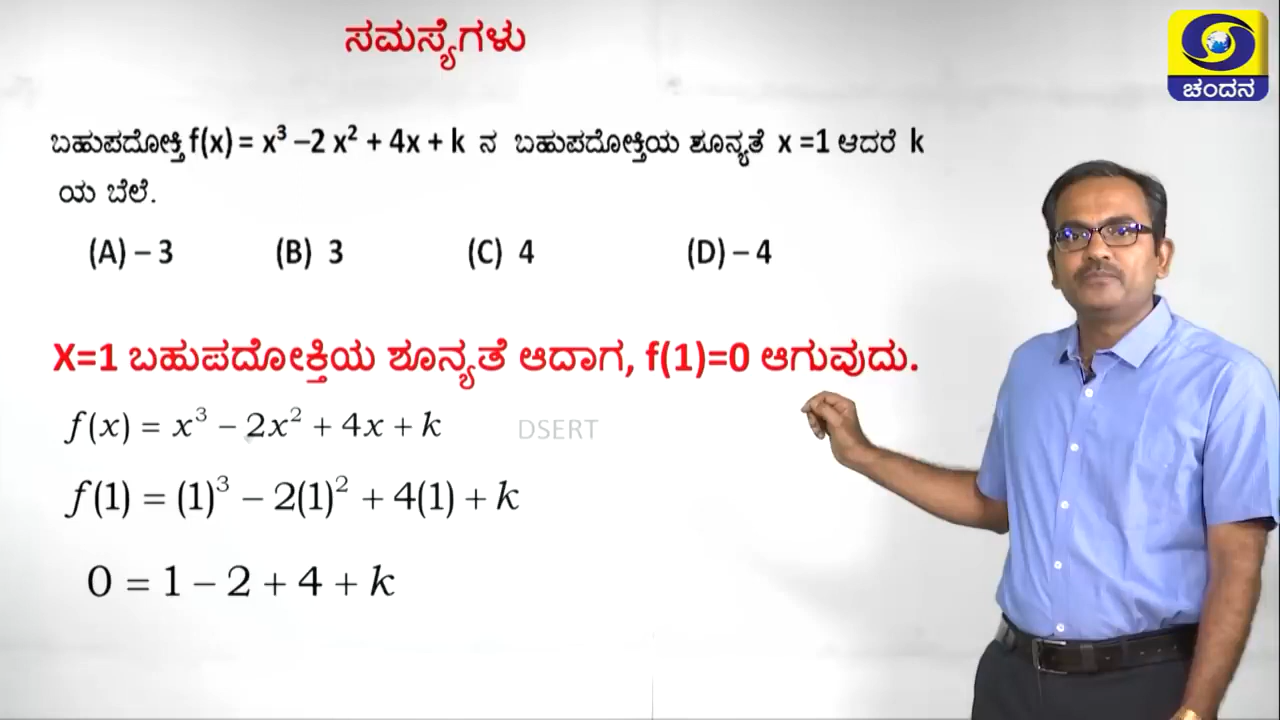 ಸಮಸ್ಯೆಗಳು
ಚಂದನ
ಬಹುಪದೋಕ್ತಿ f(x) = x³ –2 x² + 4x + k ನ ಬಹುಪದೋಕ್ತಿಯ ಶೂನ್ಯತೆ x =1 ಆದರೆ k
ಯ ಬೆಲೆ.
(A) – 3 (B) 3 (C) 4 (D) – 4
X=1 ಬಹುಪದೋಕ್ತಿಯ ಶೂನ್ಯತೆ ಆದಾಗ, f(1)=0 ಆಗುವುದು.
f(x) = x³ − 2x² + 4x + k
DSERT
f(1) = (1)³ − 2(1)² + 4(1) + k
0 = 1 − 2 + 4 + k